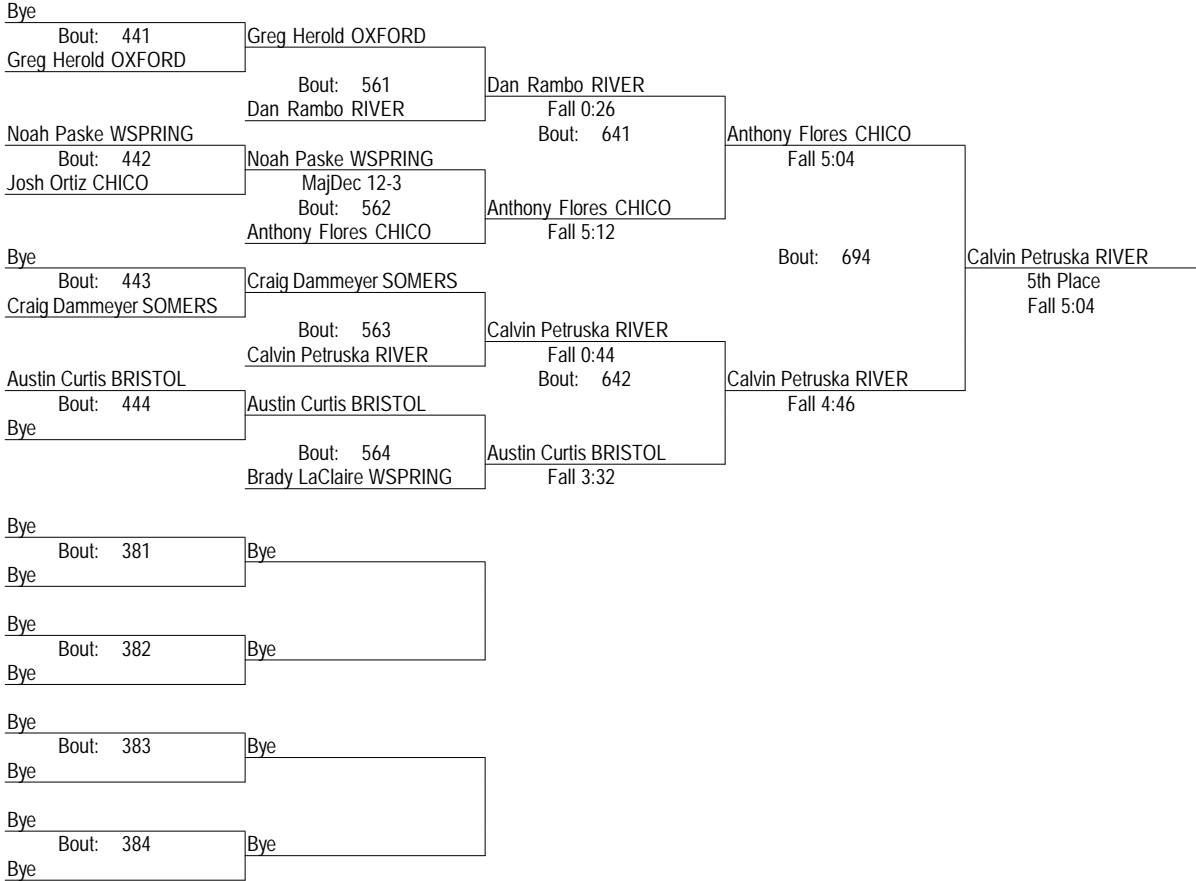 Bye
Bout: 441
Greg Herold OXFORD
Greg Herold OXFORD
Bout: 561
Dan Rambo RIVER
Dan Rambo RIVER
Fall 0:26
Bout: 641
Noah Paske WSPRING
Bout: 442
Josh Ortiz CHICO
Noah Paske WSPRING
MajDec 12-3
Bout: 562
Anthony Flores CHICO
Anthony Flores CHICO
Fall 5:12
Anthony Flores CHICO
Fall 5:04
Bout: 694
Calvin Petruska RIVER
5th Place
Fall 5:04
Bye
Bout: 443
Craig Dammeyer SOMERS
Craig Dammeyer SOMERS
Bout: 563
Calvin Petruska RIVER
Calvin Petruska RIVER
Fall 0:44
Bout: 642
Calvin Petruska RIVER
Fall 4:46
Austin Curtis BRISTOL
Bout: 444
Bye
Austin Curtis BRISTOL
Bout: 564
Brady LaClaire WSPRING
Austin Curtis BRISTOL
Fall 3:32
Bye
Bout: 381
Bye
Bye
Bye
Bout: 382
Bye
Bye
Bye
Bout: 383
Bye
Bye
Bye
Bout: 384
Bye
Bye